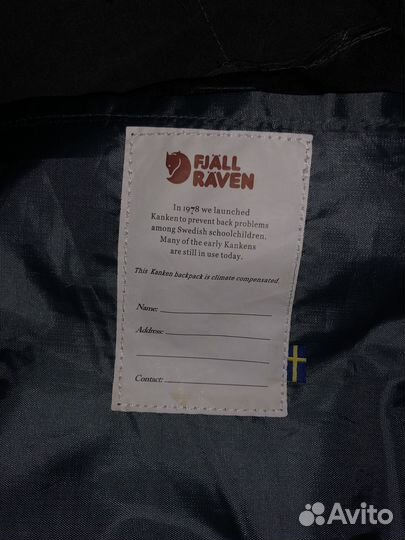 FJÄLL
RÄVEN
In 1978 we launched
Kanken to prevent back problems
among Swedish schoolchildren.
Many of the early Kankens
are still in use today.
This Kanken backpack is climate compensated.
Name:
Address:
Contact:
Avito